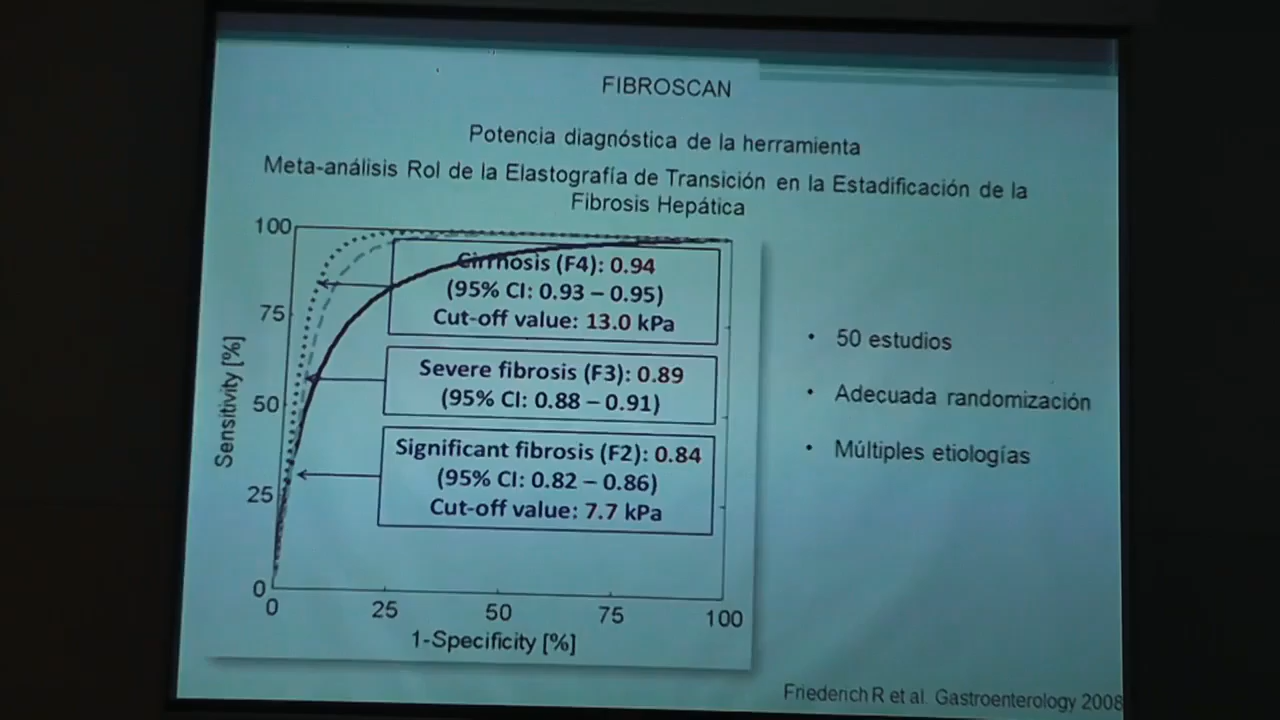 FIBROSCAN
Potencia diagnóstica de la herramienta
Meta-análisis Rol de la Elastografía de Transición en la Estadificación de la
Fibrosis Hepática
100
75
50
25
0
Sensitivity [%]
Cirrhosis (F4): 0.94
(95% CI: 0.93 – 0.95)
Cut-off value: 13.0 kPa
Severe fibrosis (F3): 0.89
(95% CI: 0.88 – 0.91)
Significant fibrosis (F2): 0.84
(95% CI: 0.82 – 0.86)
Cut-off value: 7.7 kPa
0 25 50 75 100
1-Specificity [%]
• 50 estudios
• Adecuada randomización
• Múltiples etiologías
Friederich R et al. Gastroenterology 2008